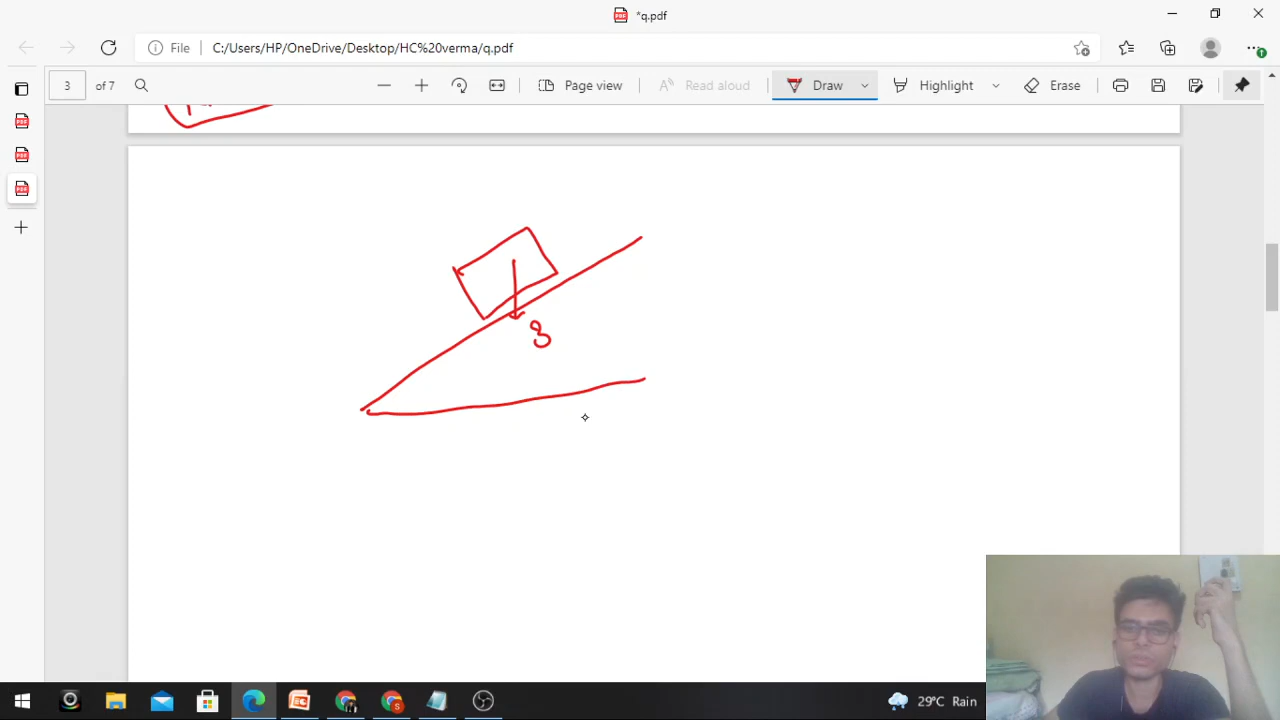 *q.pdf
File C:/Users/HP/OneDrive/Desktop/HC%20verma/q.pdf
3 of 7 Page view Read aloud Draw Highlight Erase
3
29°C Rain